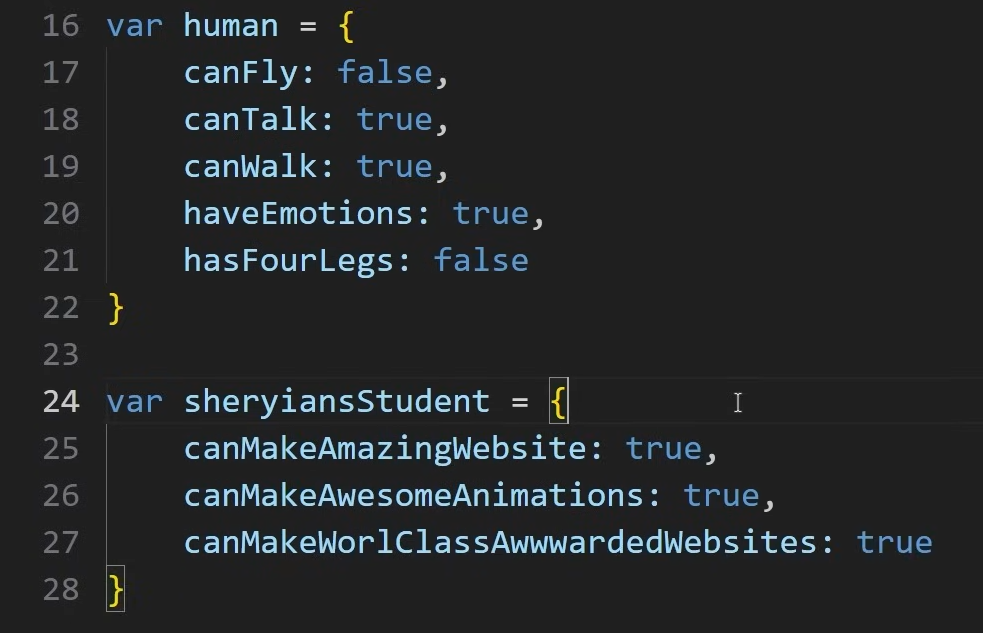 16 var human = {
17     canFly: false,
18     canTalk: true,
19     canWalk: true,
20     haveEmotions: true,
21     hasFourLegs: false
22 }
23
24 var sheryiansStudent = {
25     canMakeAmazingWebsite: true,
26     canMakeAwesomeAnimations: true,
27     canMakeWorlClassAwwwardedWebsites: true
28 }